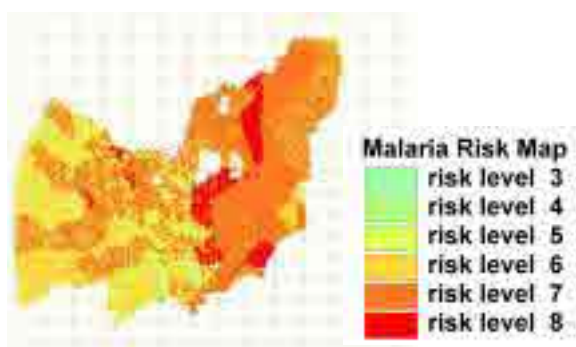 Malaria Risk Map
risk level 3
risk level 4
risk level 5
risk level 6
risk level 7
risk level 8